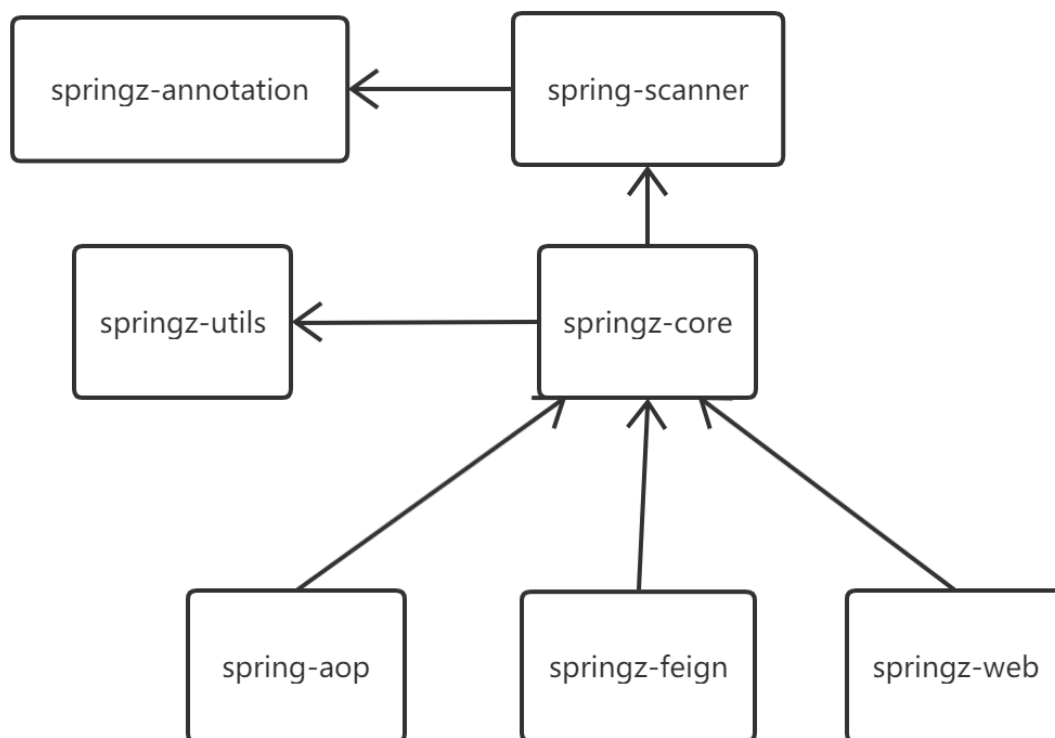 springz-annotation
spring-scanner
springz-utils
springz-core
spring-aop
springz-feign
springz-web